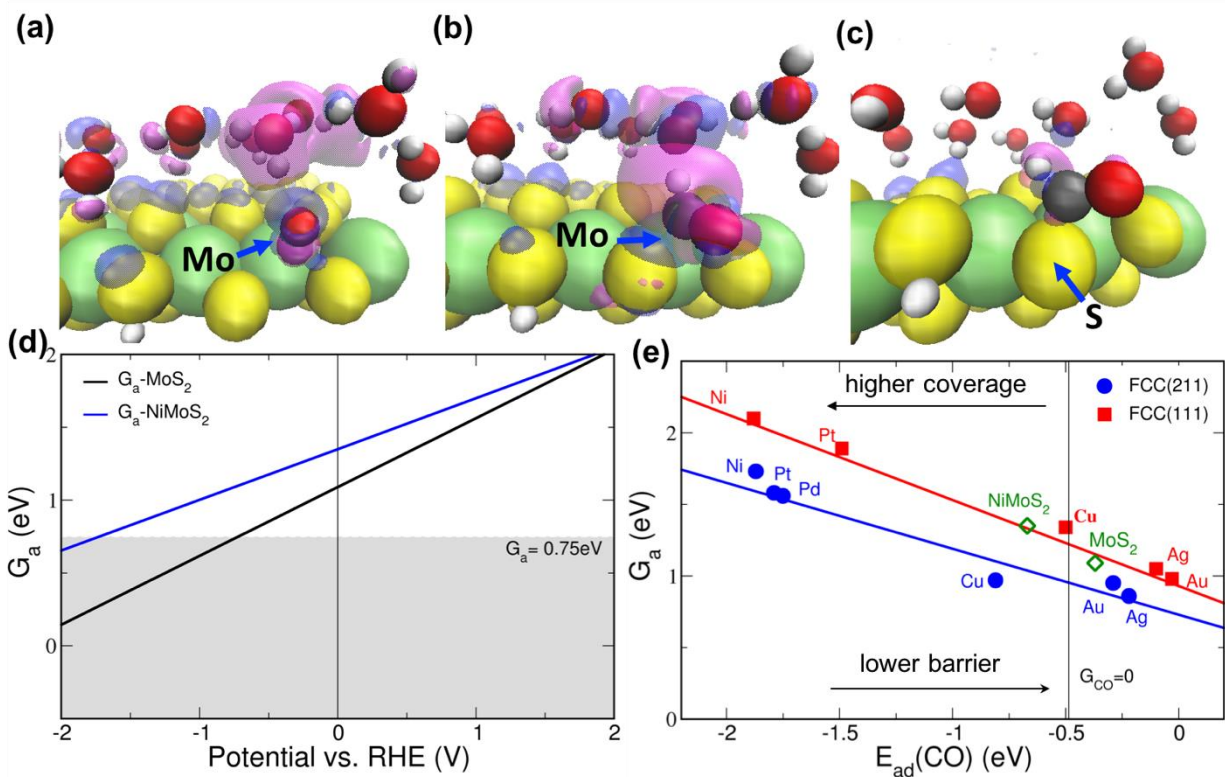 (a)
(b)
(c)
Mo
Mo
S
(d)
2
1
0
G_a (eV)
G_a-MoS₂
G_a-NiMoS₂
G_a= 0.75eV
-2 -1 0 1 2
Potential vs. RHE (V)
(e)
2
1
0
G_a (eV)
higher coverage
FCC(211)
FCC(111)
Ni
Pt
Ni
Pt
Pd
NiMoS₂
Cu
MoS₂
Ag
Au
Cu
Au
Ag
lower barrier
G_CO=0
-2 -1.5 -1 -0.5 0
E_ad(CO) (eV)